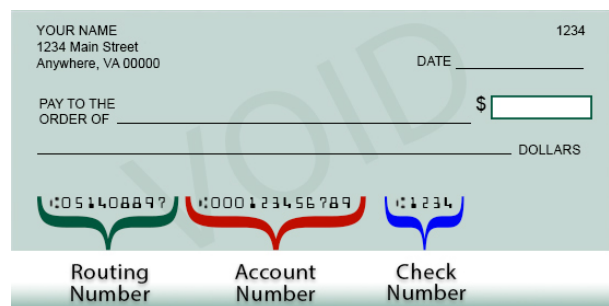 YOUR NAME 1234
1234 Main Street
Anywhere, VA 00000 DATE
PAY TO THE
ORDER OF $
DOLLARS
VOID
⑆051408897 ⑆000123456789 ⑆1234
Routing Number
Account Number
Check Number